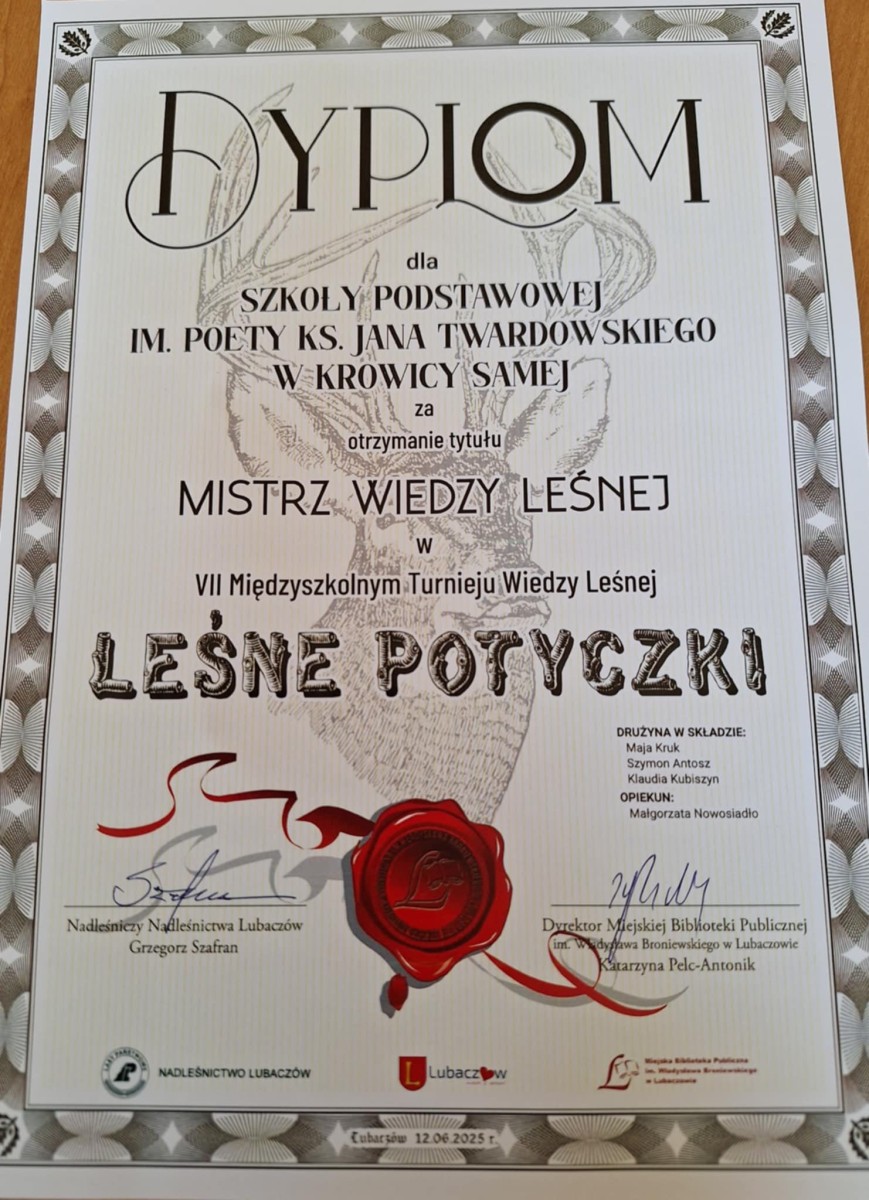 DYPLOM
dla
SZKOŁY PODSTAWOWEJ
IM. POETY KS. JANA TWARDOWSKIEGO
W KROWICY SAMEJ
za
otrzymanie tytułu
MISTRZ WIEDZY LEŚNEJ
w
VII Międzyszkolnym Turnieju Wiedzy Leśnej
LEŚNE POTYCZKI
DRUŻYNA W SKŁADZIE:
Maja Kruk
Szymon Antosz
Klaudia Kubiszyn
OPIEKUN:
Małgorzata Nowosiadło
Nadleśniczy Nadleśnictwa Lubaczów
Grzegorz Szafran
Dyrektor Miejskiej Biblioteki Publicznej
im. Władysława Broniewskiego w Lubaczowie
Katarzyna Pelc-Antonik
LASY PAŃSTWOWE
NADLEŚNICTWO LUBACZÓW
L Lubaczów
Miejska Biblioteka Publiczna
im. Władysława Broniewskiego
w Lubaczowie
Lubaczów 12.06.2025 r.